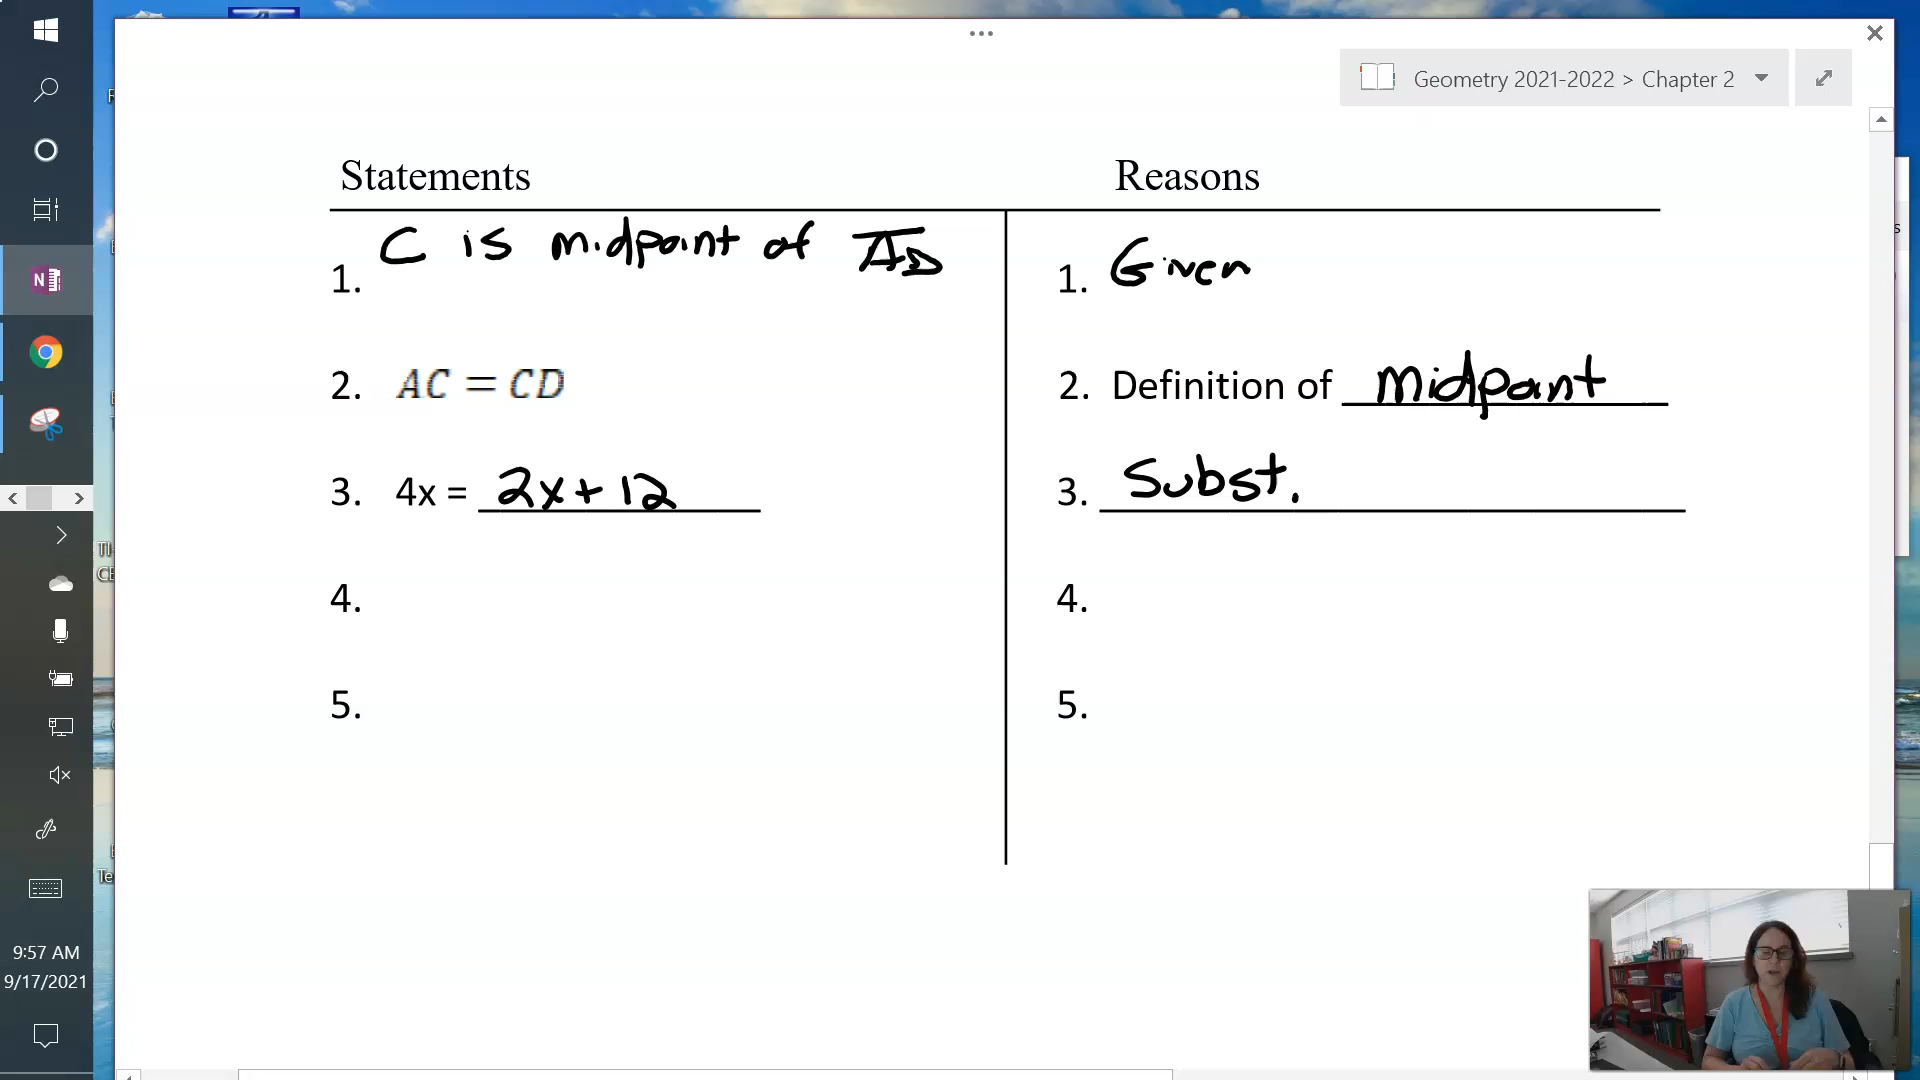 Geometry 2021-2022 > Chapter 2
Statements
Reasons
1. C is midpoint of AD
1. Given
2. AC = CD
2. Definition of midpoint
3. 4x = 2x+12
3. Subst.
4.
4.
5.
5.
9:57 AM
9/17/2021